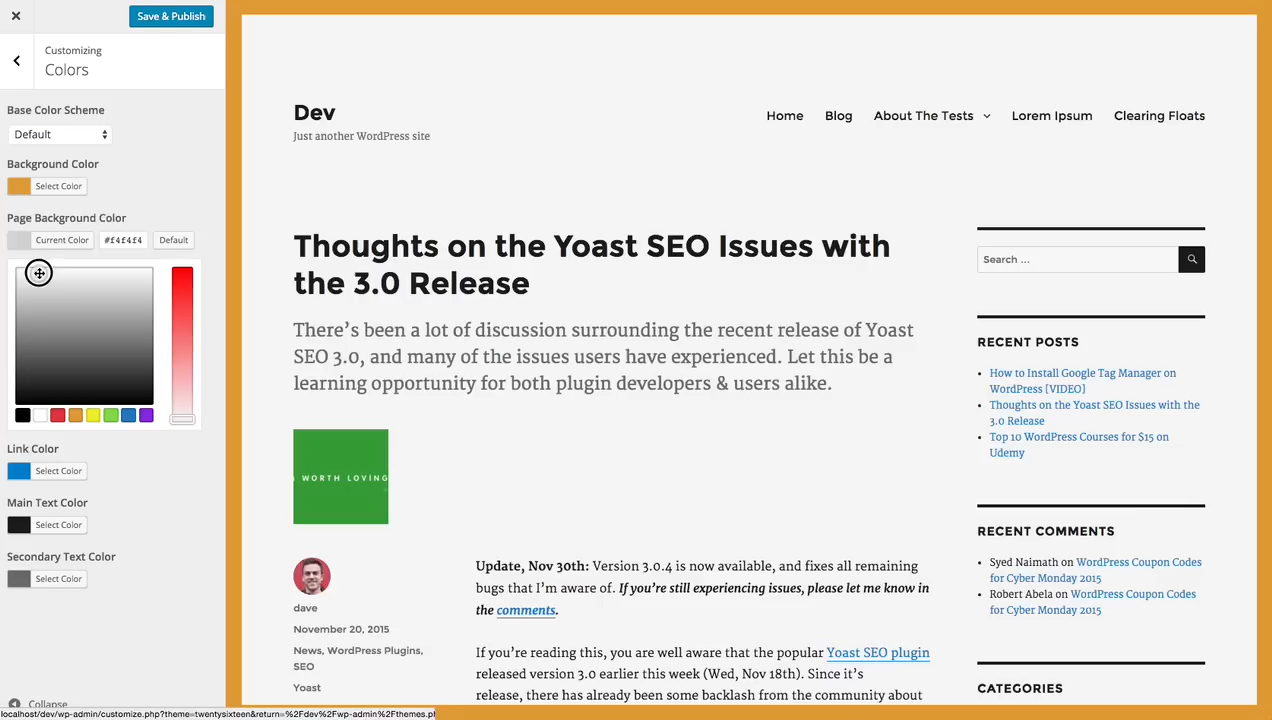 Save & Publish
Customizing
Colors
Base Color Scheme
Default
Background Color
Select Color
Page Background Color
Current Color
#f4f4f4
Default
Link Color
Select Color
Main Text Color
Select Color
Secondary Text Color
Select Color
Collapse
localhost/dev/wp-admin/customize.php?theme=twentysixteen&return=%2Fdev%2Fwp-admin%2Fthemes.pl
Dev
Just another WordPress site
Home
Blog
About The Tests
Lorem Ipsum
Clearing Floats
Thoughts on the Yoast SEO Issues with
the 3.0 Release
There's been a lot of discussion surrounding the recent release of Yoast
SEO 3.0, and many of the issues users have experienced. Let this be a
learning opportunity for both plugin developers & users alike.
WORTH LOVING
dave
November 20, 2015
News, WordPress Plugins,
SEO
Yoast
Update, Nov 30th: Version 3.0.4 is now available, and fixes all remaining
bugs that I'm aware of. If you're still experiencing issues, please let me know in
the comments.
If you're reading this, you are well aware that the popular Yoast SEO plugin
released version 3.0 earlier this week (Wed, Nov 18th). Since it's
release, there has already been some backlash from the community about
Search ...
RECENT POSTS
How to Install Google Tag Manager on
WordPress [VIDEO]
Thoughts on the Yoast SEO Issues with the
3.0 Release
Top 10 WordPress Courses for $15 on
Udemy
RECENT COMMENTS
Syed Naimath on WordPress Coupon Codes
for Cyber Monday 2015
Robert Abela on WordPress Coupon Codes
for Cyber Monday 2015
CATEGORIES